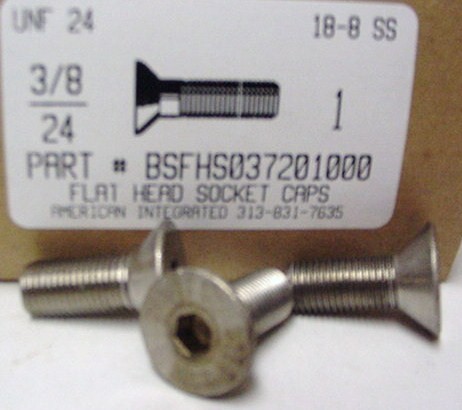 UNF 24 18-8 SS
3/8
24
1
PART # BSFHS037201000
FLAT HEAD SOCKET CAPS
AMERICAN INTEGRATED 313-831-7635